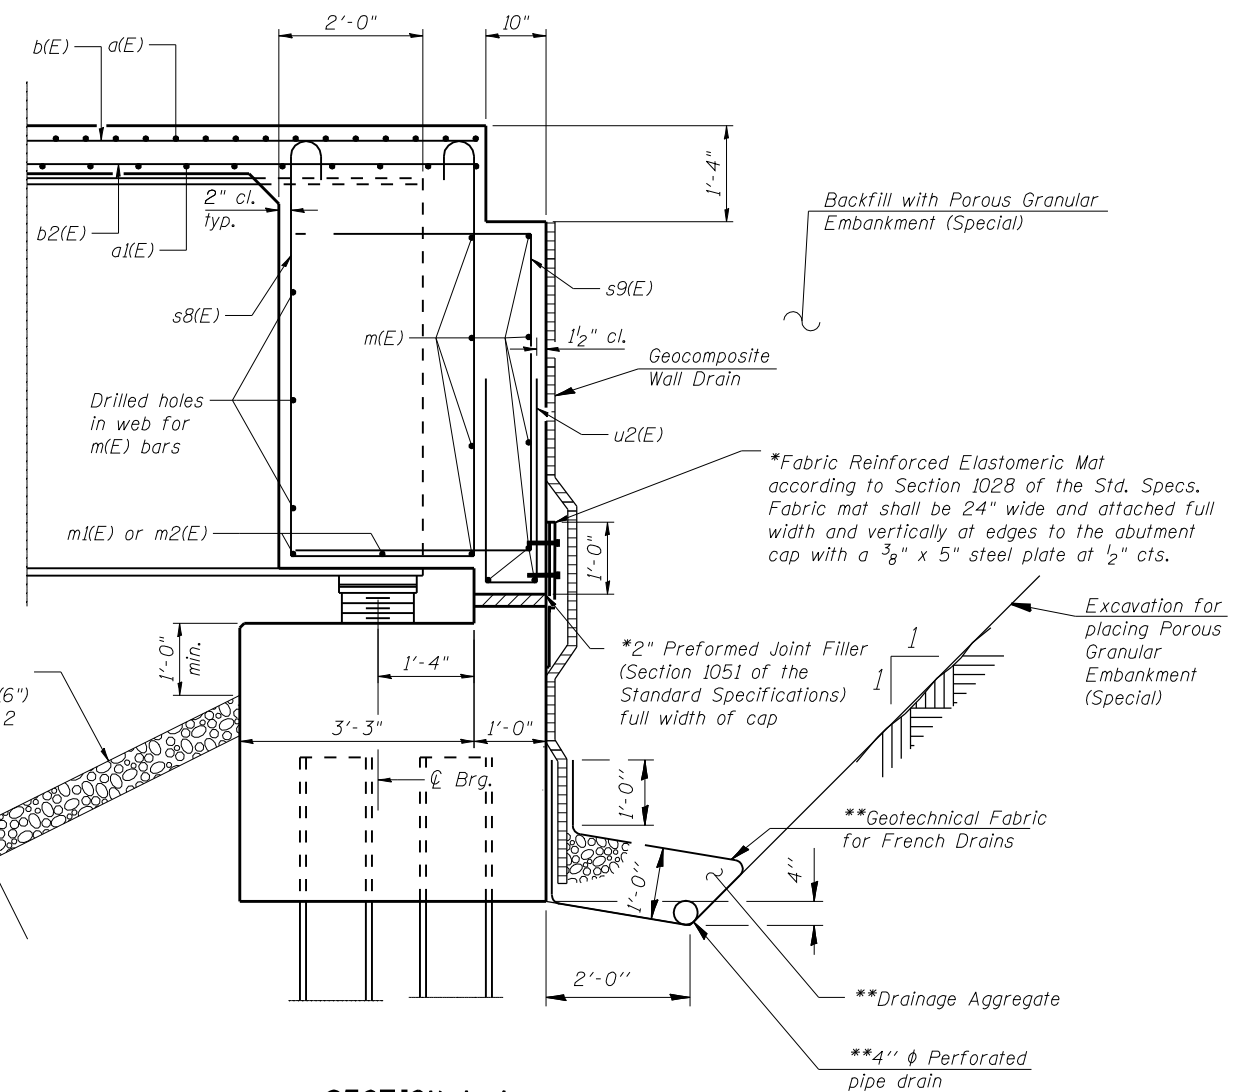 2'-0"
10"
b(E)
a(E)
1'-4"
2" cl.
typ.
Backfill with Porous Granular
Embankment (Special)
b2(E)
a1(E)
s8(E)
s9(E)
m(E)
1½" cl.
Geocomposite
Wall Drain
Drilled holes
in web for
m(E) bars
u2(E)
*Fabric Reinforced Elastomeric Mat
according to Section 1028 of the Std. Specs.
Fabric mat shall be 24" wide and attached full
width and vertically at edges to the abutment
cap with a ⅜" x 5" steel plate at ½" cts.
m1(E) or m2(E)
1'-0"
Excavation for
placing Porous
Granular
Embankment
(Special)
1
1
1'-0"
min.
1'-4"
*2" Preformed Joint Filler
(Section 1051 of the
Standard Specifications)
full width of cap
(6")
2
3'-3"
1'-0"
℄ Brg.
1'-0"
**Geotechnical Fabric
for French Drains
1'-0"
4"
2'-0"
**Drainage Aggregate
**4" ϕ Perforated
pipe drain